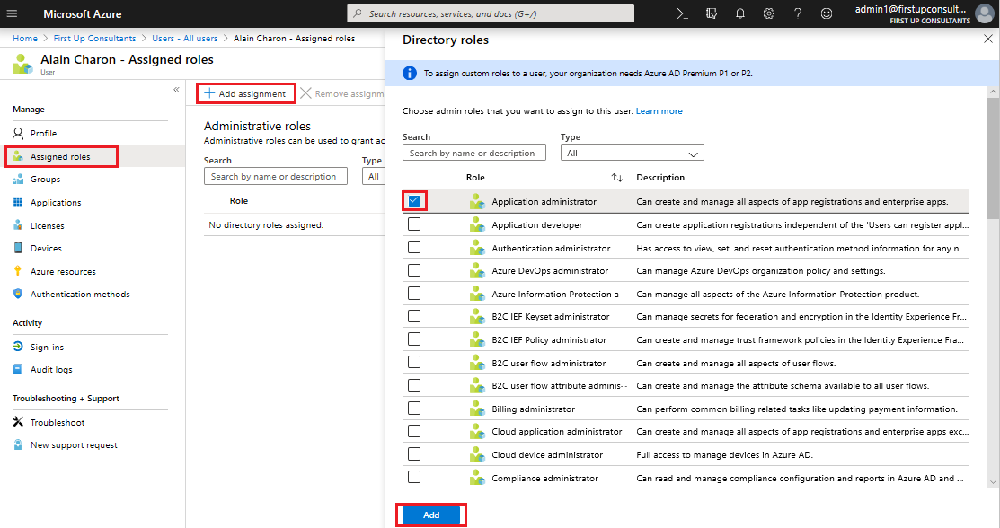 Microsoft Azure
Search resources, services, and docs (G+/)
admin1@firstupconsult...
FIRST UP CONSULTANTS
Home > First Up Consultants > Users - All users > Alain Charon - Assigned roles
Alain Charon - Assigned roles
User
Manage
Profile
Assigned roles
Groups
Applications
Licenses
Devices
Azure resources
Authentication methods
Activity
Sign-ins
Audit logs
Troubleshooting + Support
Troubleshoot
New support request
Add assignment
Remove assignm
Administrative roles
Administrative roles can be used to grant ac
Search
Type
Search by name or description
All
Role
No directory roles assigned.
Directory roles
To assign custom roles to a user, your organization needs Azure AD Premium P1 or P2.
Choose admin roles that you want to assign to this user. Learn more
Search
Type
Search by name or description
All
Role Description
Application administrator Can create and manage all aspects of app registrations and enterprise apps.
Application developer Can create application registrations independent of the 'Users can register appl...
Authentication administrator Has access to view, set, and reset authentication method information for any n...
Azure DevOps administrator Can manage Azure DevOps organization policy and settings.
Azure Information Protection a··· Can manage all aspects of the Azure Information Protection product.
B2C IEF Keyset administrator Can manage secrets for federation and encryption in the Identity Experience Fr...
B2C IEF Policy administrator Can create and manage trust framework policies in the Identity Experience Fra...
B2C user flow administrator Can create and manage all aspects of user flows.
B2C user flow attribute adminis··· Can create and manage the attribute schema available to all user flows.
Billing administrator Can perform common billing related tasks like updating payment information.
Cloud application administrator Can create and manage all aspects of app registrations and enterprise apps exc...
Cloud device administrator Full access to manage devices in Azure AD.
Compliance administrator Can read and manage compliance configuration and reports in Azure AD and ...
Add